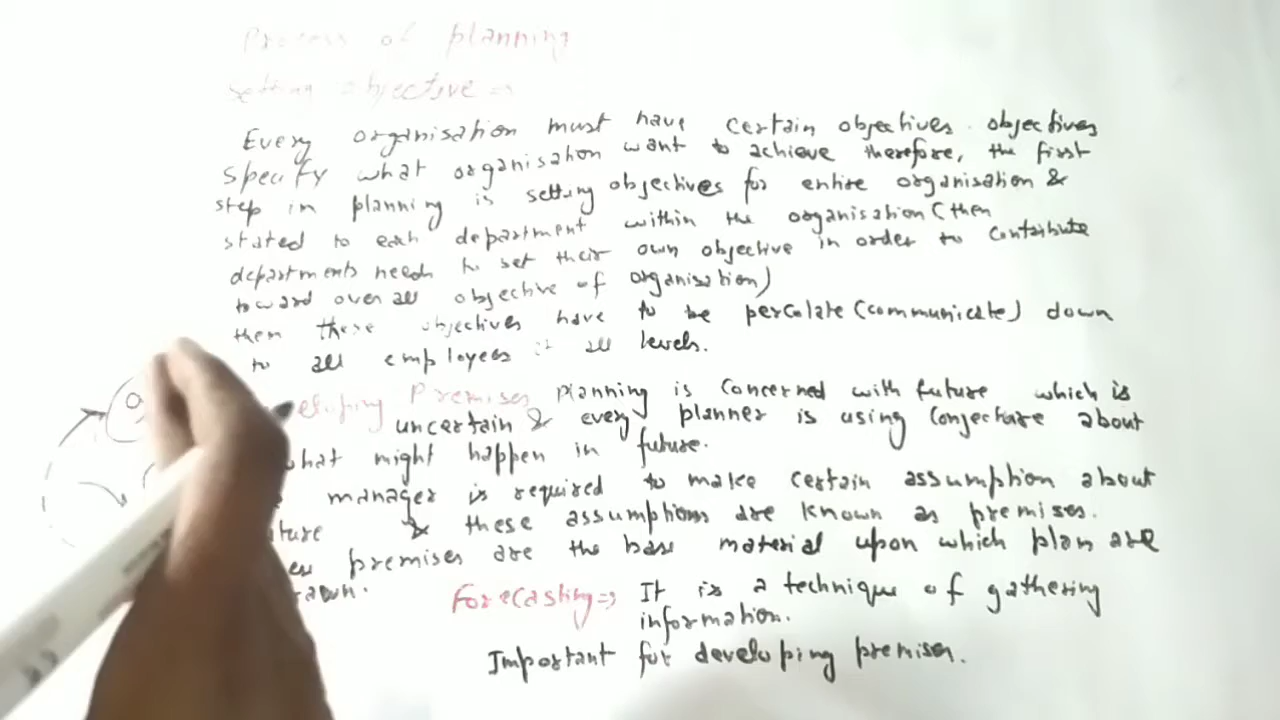 Process of planning
Setting objective ⇒
Every organisation must have certain objectives. objectives
specify what organisation want to achieve therefore, the first
step in planning is setting objectives for entire organisation &
stated to each department within the organisation (then
departments needs to set their own objective in order to contribute
toward over all objective of organisation)
then these objectives have to be percolate (communicate) down
to all employees at all levels.
Premises planning is concerned with future which is
uncertain & every planner is using conjecture about
might happen in future.
manager is required to make certain assumption about
& these assumptions are known as premises.
premises are the base material upon which plan are
forecasting ⇒ It is a technique of gathering
information.
Important for developing premises.